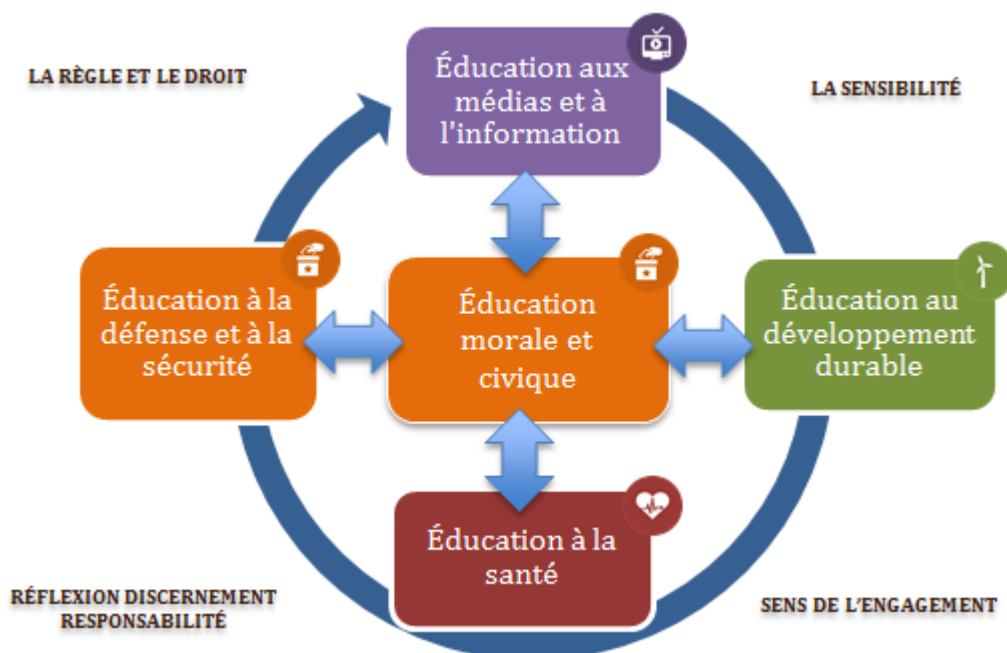 LA RÈGLE ET LE DROIT
Éducation aux
médias et à
l'information
LA SENSIBILITÉ
Éducation à la
défense et à la
sécurité
Éducation
morale et
civique
Éducation au
développement
durable
Éducation à la
santé
RÉFLEXION DISCERNEMENT
RESPONSABILITÉ
SENS DE L’ENGAGEMENT